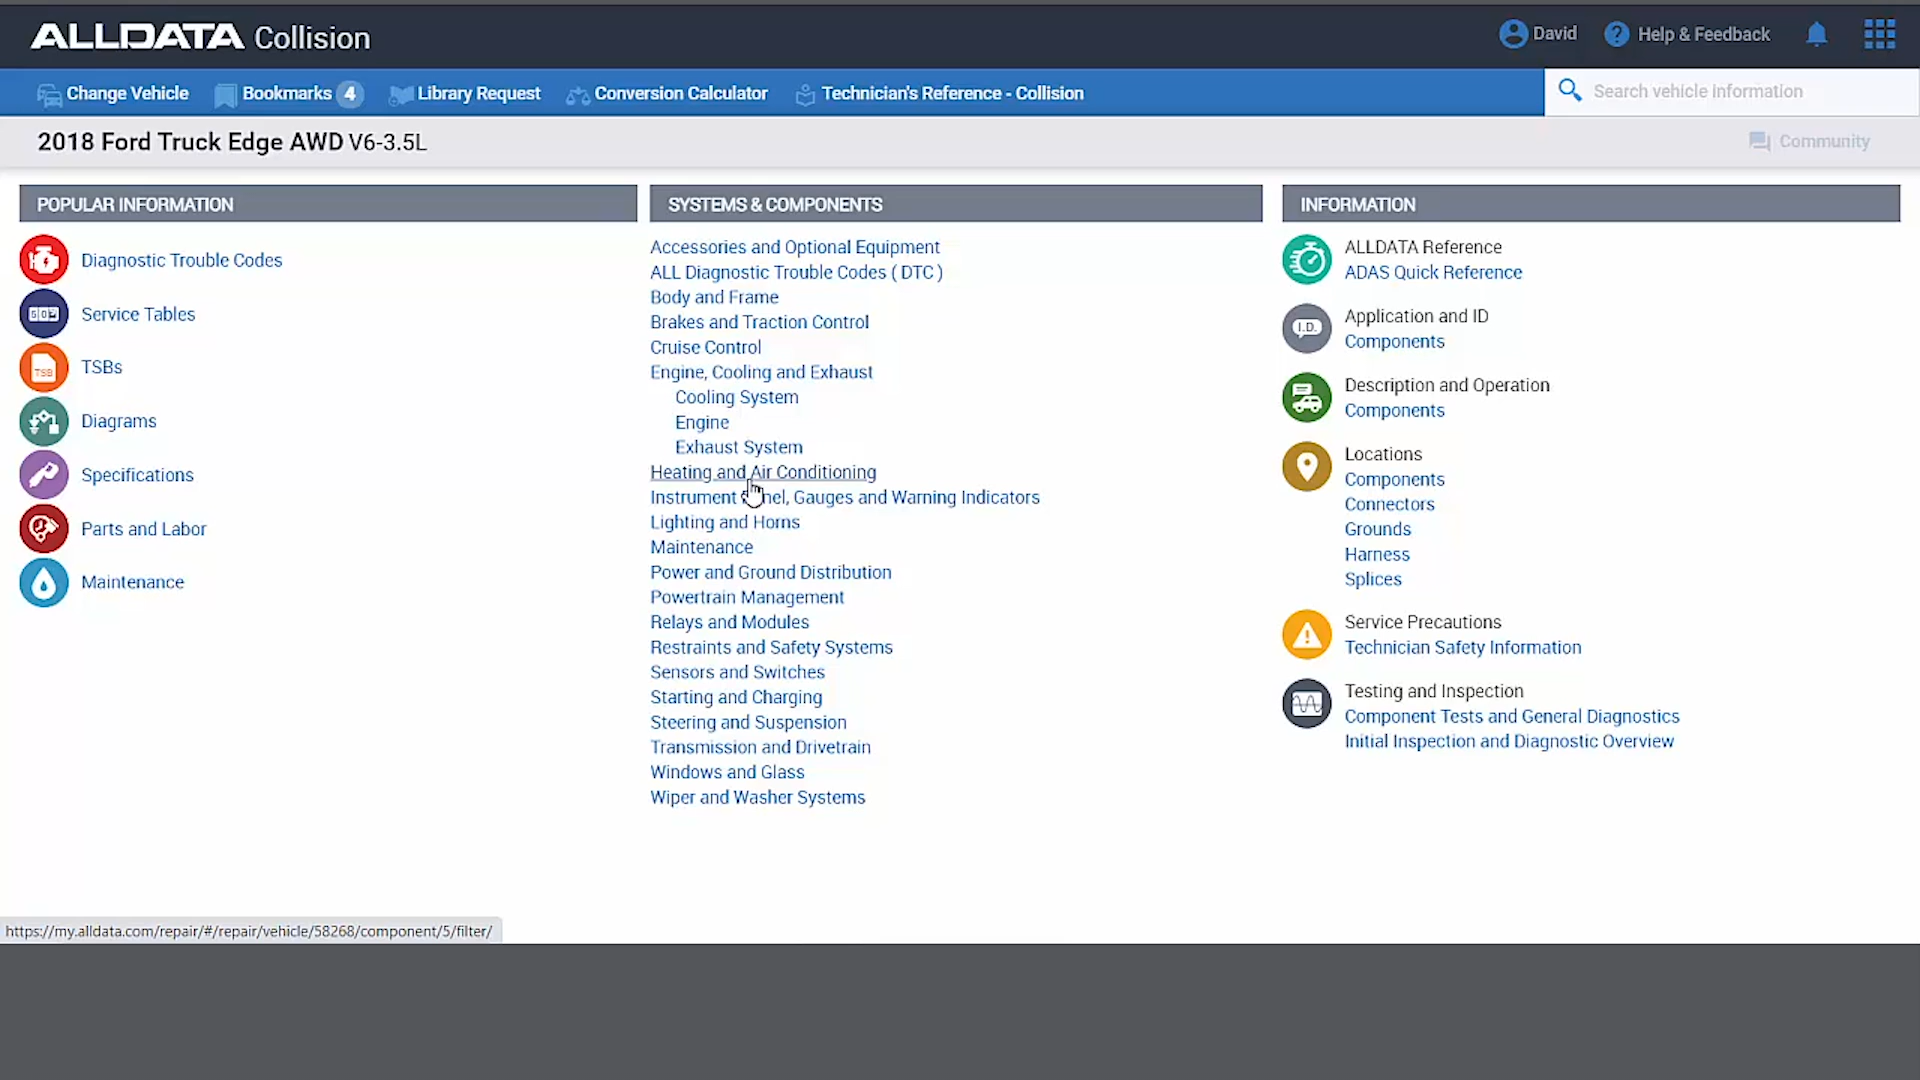 ALLDATA Collision
David
Help & Feedback
Change Vehicle
Bookmarks 4
Library Request
Conversion Calculator
Technician's Reference - Collision
Search vehicle information
2018 Ford Truck Edge AWD V6-3.5L
Community
POPULAR INFORMATION
Diagnostic Trouble Codes
Service Tables
TSB
TSBs
Diagrams
Specifications
Parts and Labor
Maintenance
SYSTEMS & COMPONENTS
Accessories and Optional Equipment
ALL Diagnostic Trouble Codes ( DTC )
Body and Frame
Brakes and Traction Control
Cruise Control
Engine, Cooling and Exhaust
Cooling System
Engine
Exhaust System
Heating and Air Conditioning
Instrument , Gauges and Warning Indicators
Lighting and Horns
Maintenance
Power and Ground Distribution
Powertrain Management
Relays and Modules
Restraints and Safety Systems
Sensors and Switches
Starting and Charging
Steering and Suspension
Transmission and Drivetrain
Windows and Glass
Wiper and Washer Systems
INFORMATION
ALLDATA Reference
ADAS Quick Reference
I.D.
Application and ID
Components
Description and Operation
Components
Locations
Components
Connectors
Grounds
Harness
Splices
Service Precautions
Technician Safety Information
Testing and Inspection
Component Tests and General Diagnostics
Initial Inspection and Diagnostic Overview
https://my.alldata.com/repair/#/repair/vehicle/58268/component/5/filter/